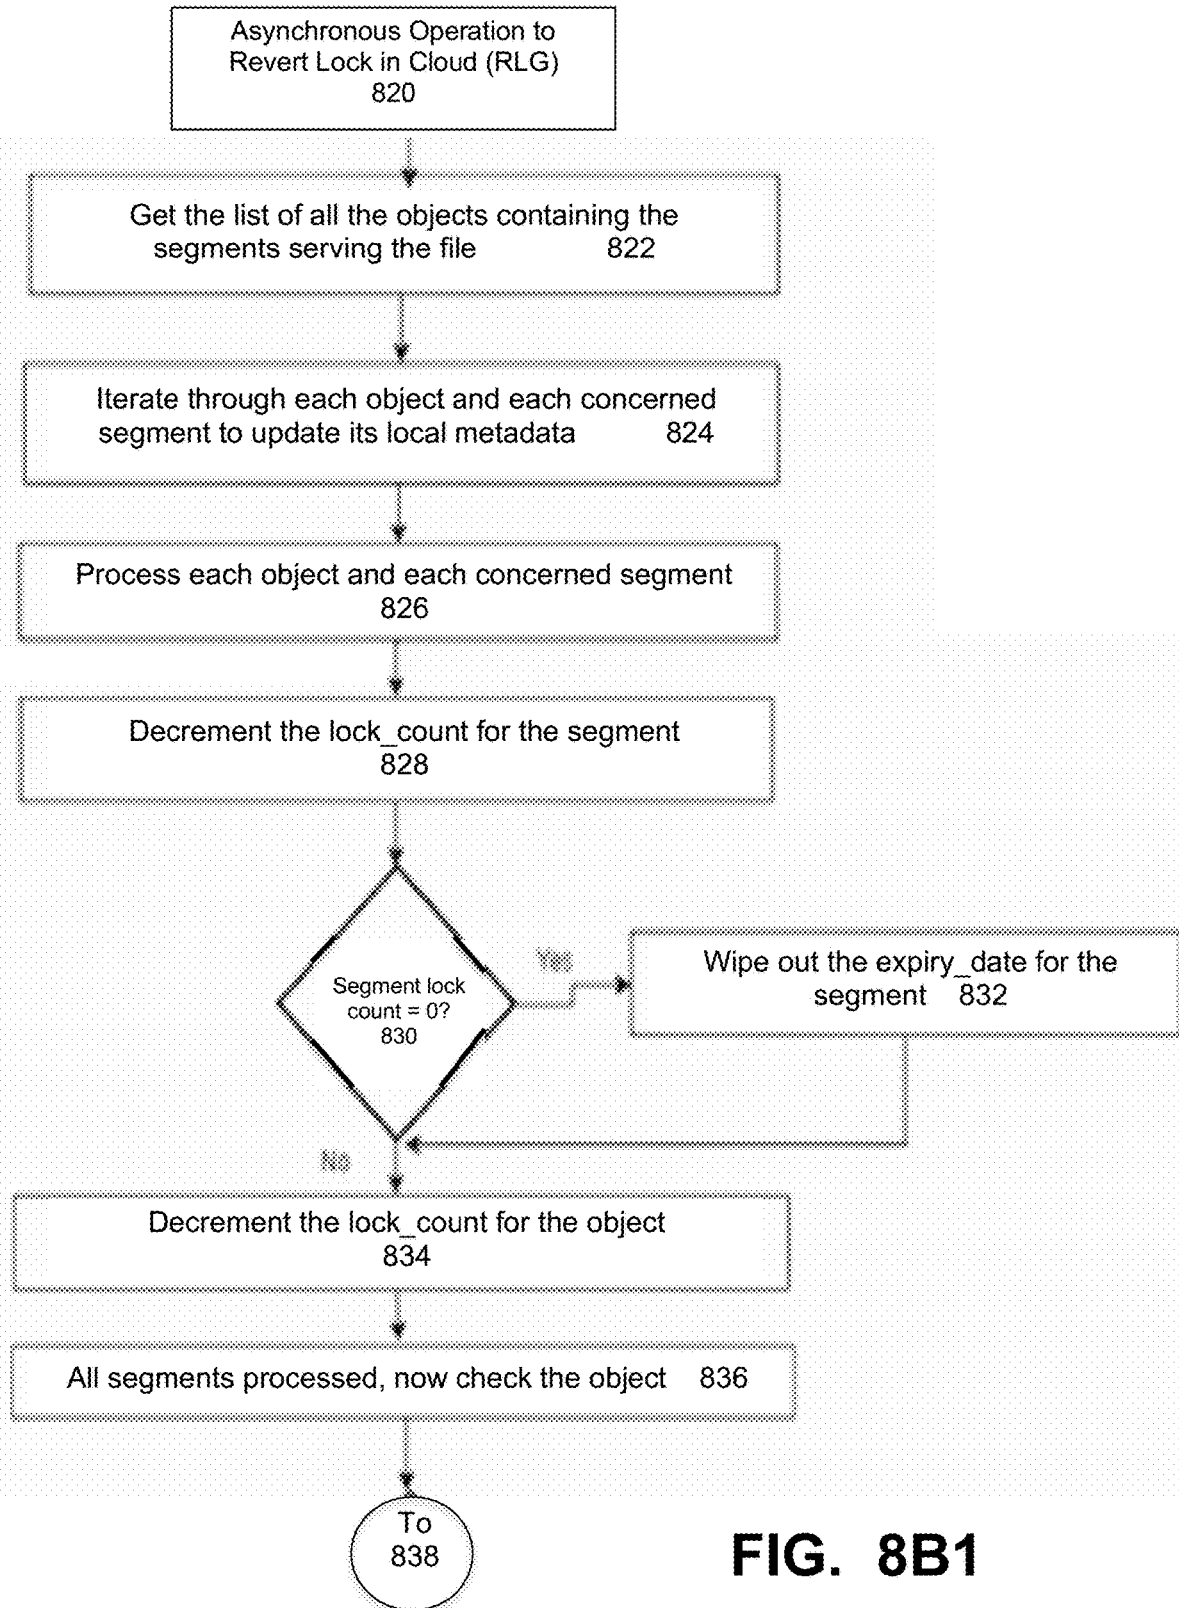 Asynchronous Operation to
Revert Lock in Cloud (RLG)
820
Get the list of all the objects containing the
segments serving the file 822
Iterate through each object and each concerned
segment to update its local metadata 824
Process each object and each concerned segment
826
Decrement the lock_count for the segment
828
Segment lock
count = 0?
830
Yes
Wipe out the expiry_date for the
segment 832
No
Decrement the lock_count for the object
834
All segments processed, now check the object 836
To
838
FIG. 8B1